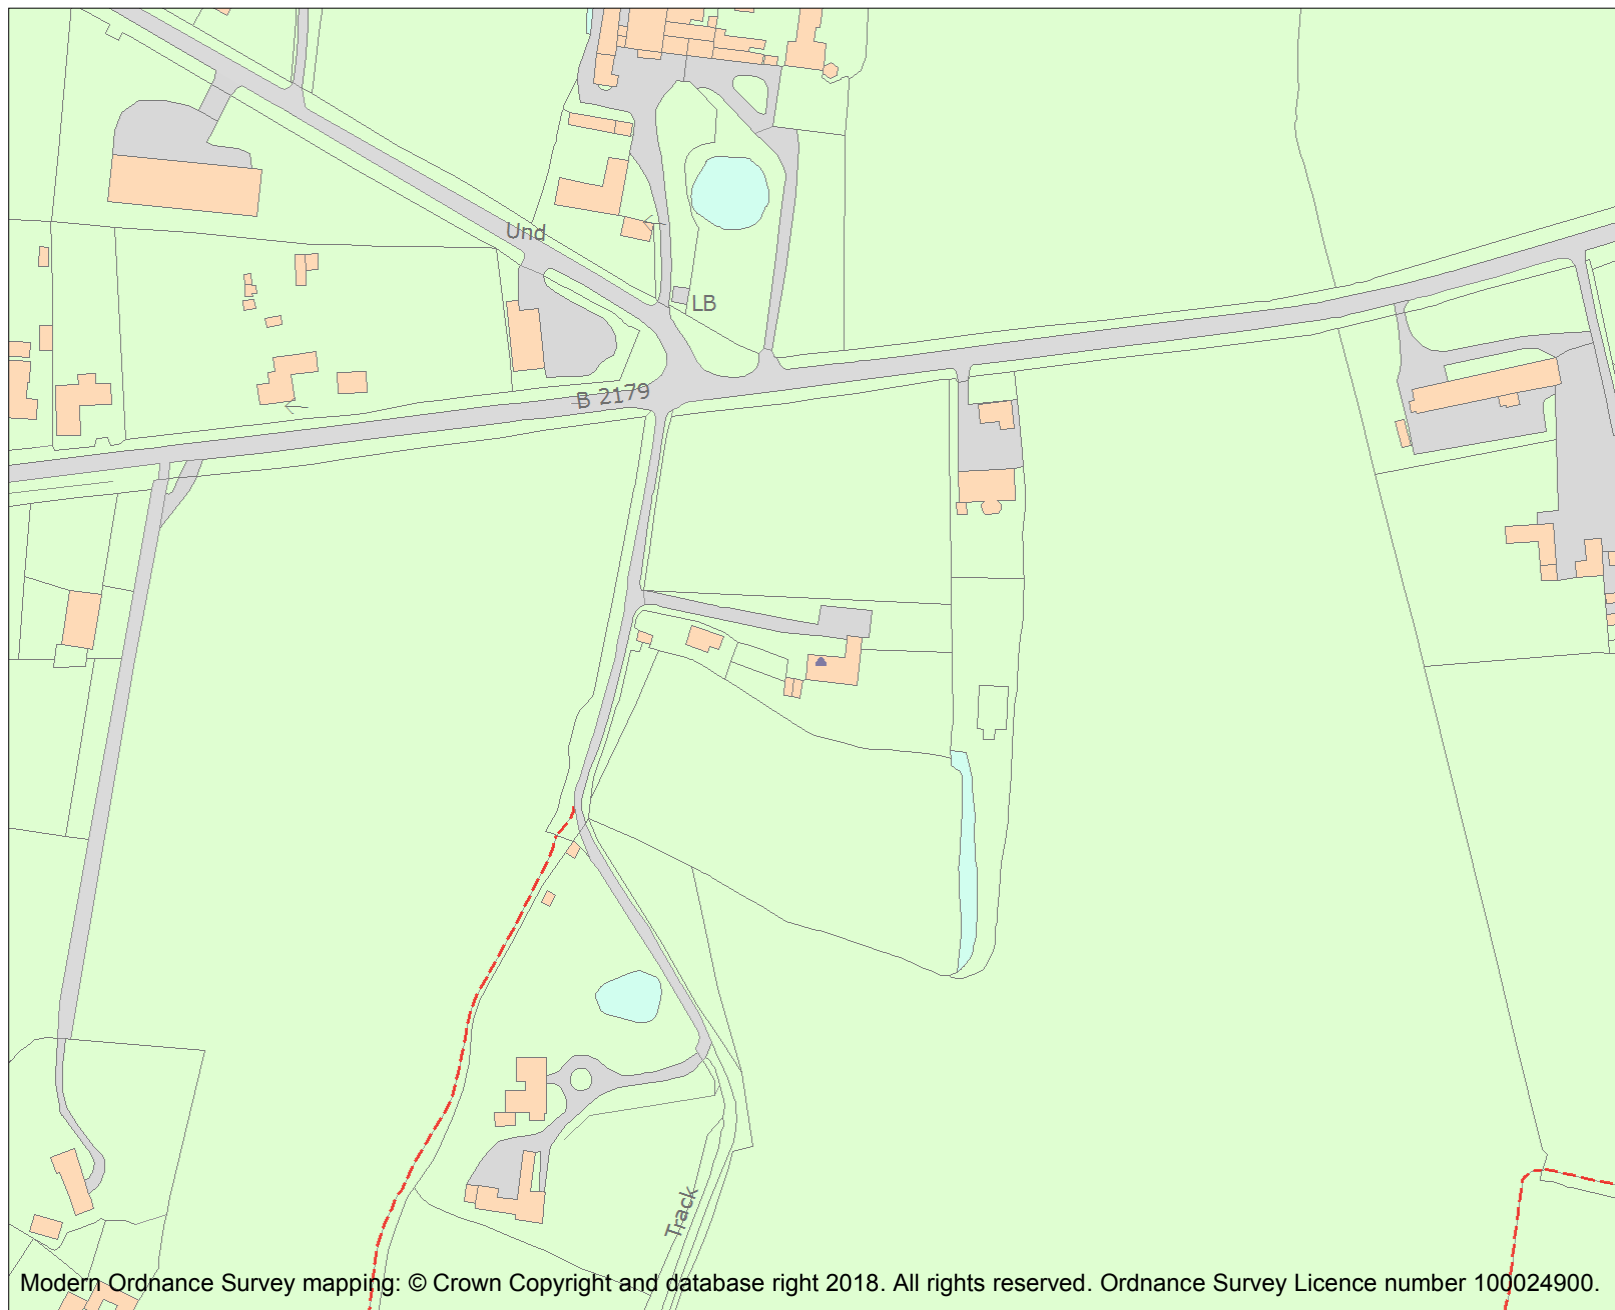 Und
LB
B 2179
Track
Modern Ordnance Survey mapping: © Crown Copyright and database right 2018. All rights reserved. Ordnance Survey Licence number 100024900.